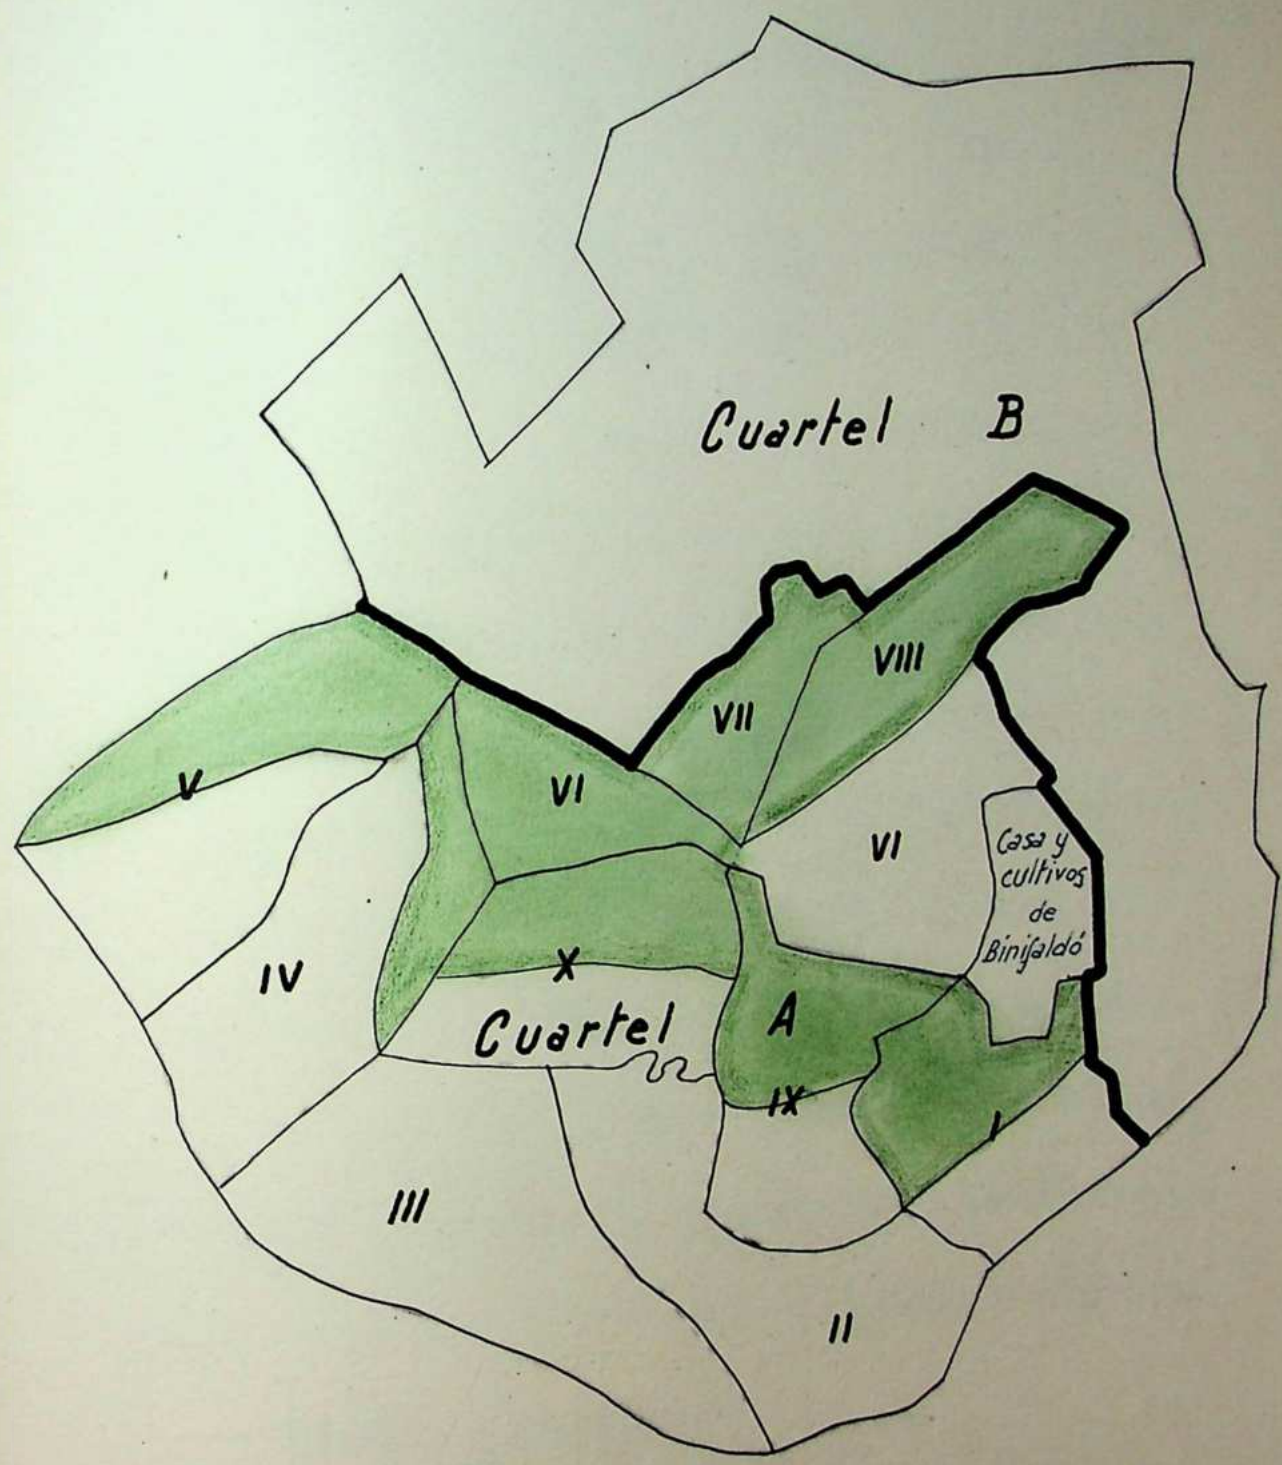 Cuartel B
VIII
VII
V
VI
VI
Casa y
cultivos
de
Binifaldó
IV
X
Cuartel A
IX
I
III
II